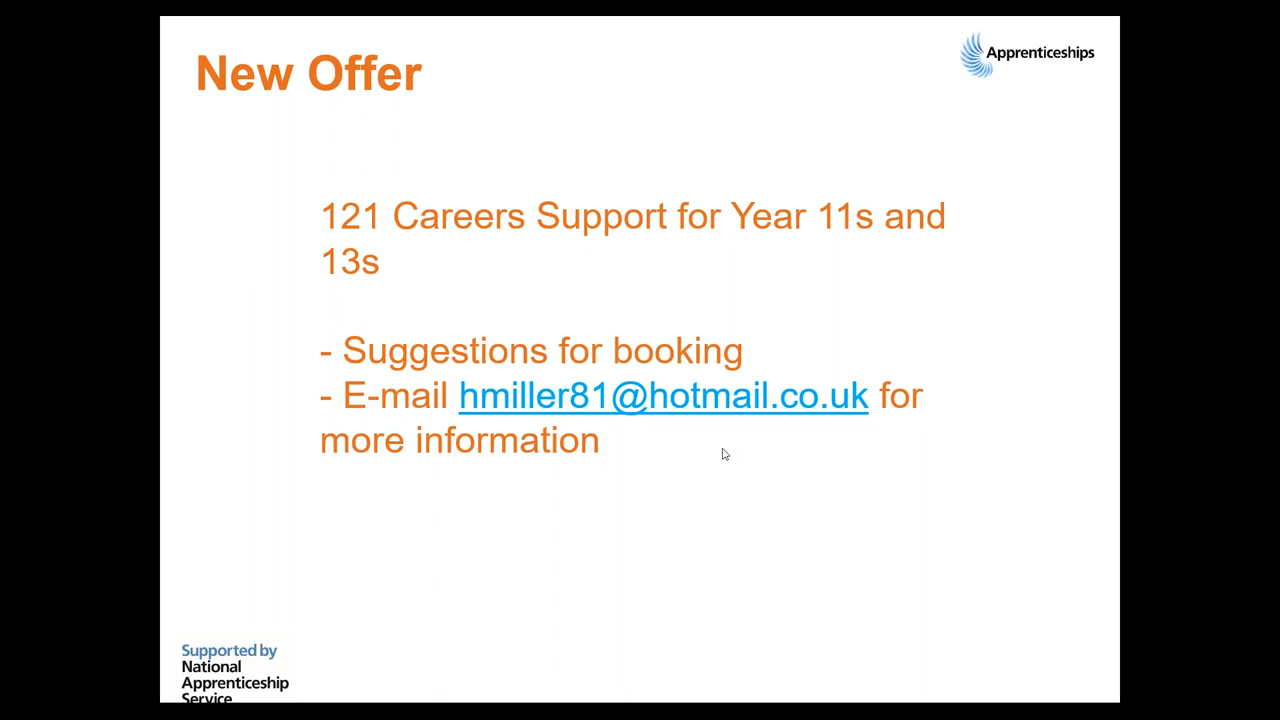 New Offer
Apprenticeships
121 Careers Support for Year 11s and
13s
- Suggestions for booking
- E-mail hmiller81@hotmail.co.uk for
more information
Supported by
National
Apprenticeship
Service